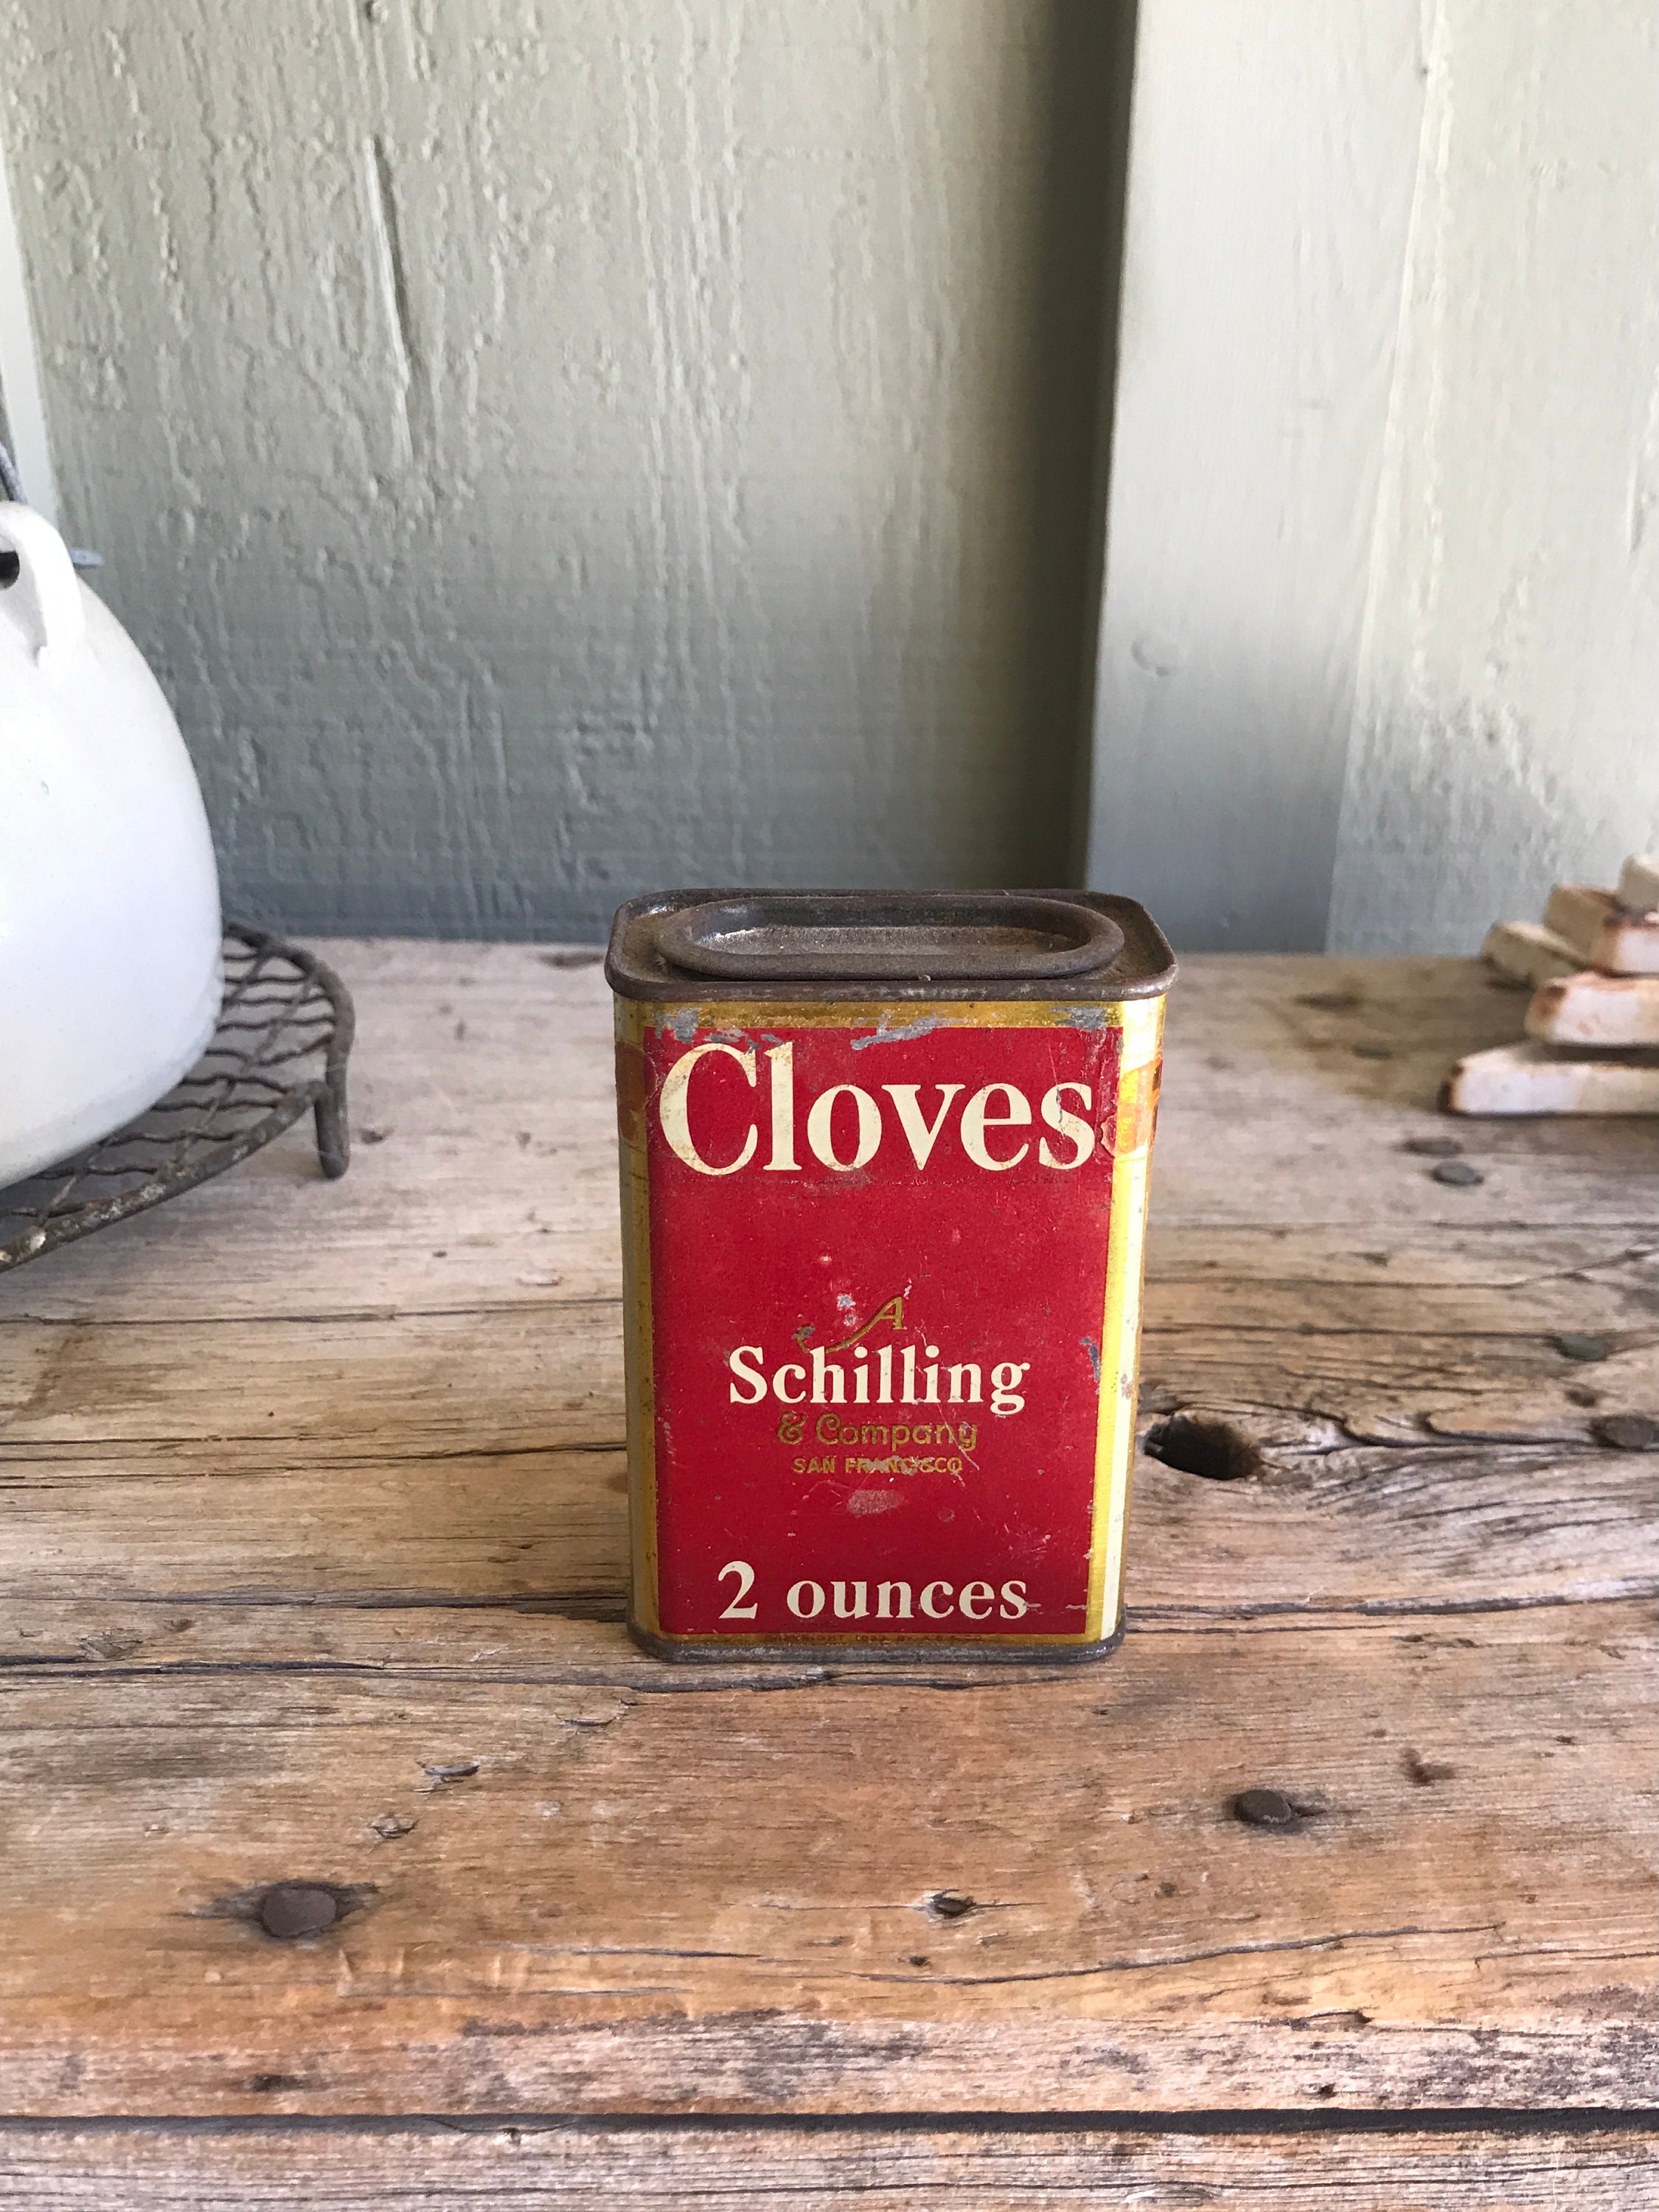 Cloves
A
Schilling
& Company
SAN FRANCISCO
2 ounces